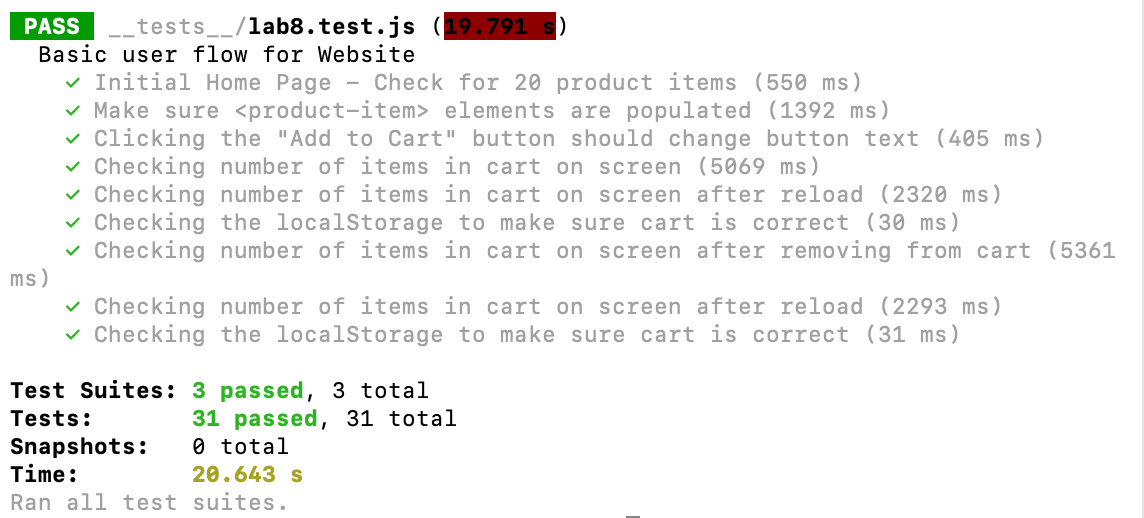 PASS __tests__/lab8.test.js (19.791 s)
Basic user flow for Website
✓ Initial Home Page – Check for 20 product items (550 ms)
✓ Make sure <product-item> elements are populated (1392 ms)
✓ Clicking the "Add to Cart" button should change button text (405 ms)
✓ Checking number of items in cart on screen (5069 ms)
✓ Checking number of items in cart on screen after reload (2320 ms)
✓ Checking the localStorage to make sure cart is correct (30 ms)
✓ Checking number of items in cart on screen after removing from cart (5361
ms)
✓ Checking number of items in cart on screen after reload (2293 ms)
✓ Checking the localStorage to make sure cart is correct (31 ms)
Test Suites: 3 passed, 3 total
Tests: 31 passed, 31 total
Snapshots: 0 total
Time: 20.643 s
Ran all test suites.